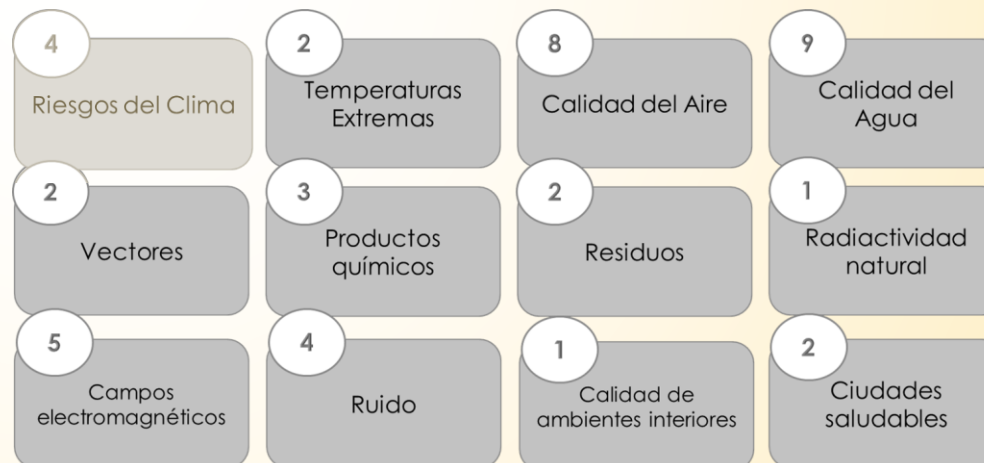 4
Riesgos del Clima
2
Temperaturas
Extremas
8
Calidad del Aire
9
Calidad del
Agua
2
Vectores
3
Productos
químicos
2
Residuos
1
Radiactividad
natural
5
Campos
electromagnéticos
4
Ruido
1
Calidad de
ambientes interiores
2
Ciudades
saludables